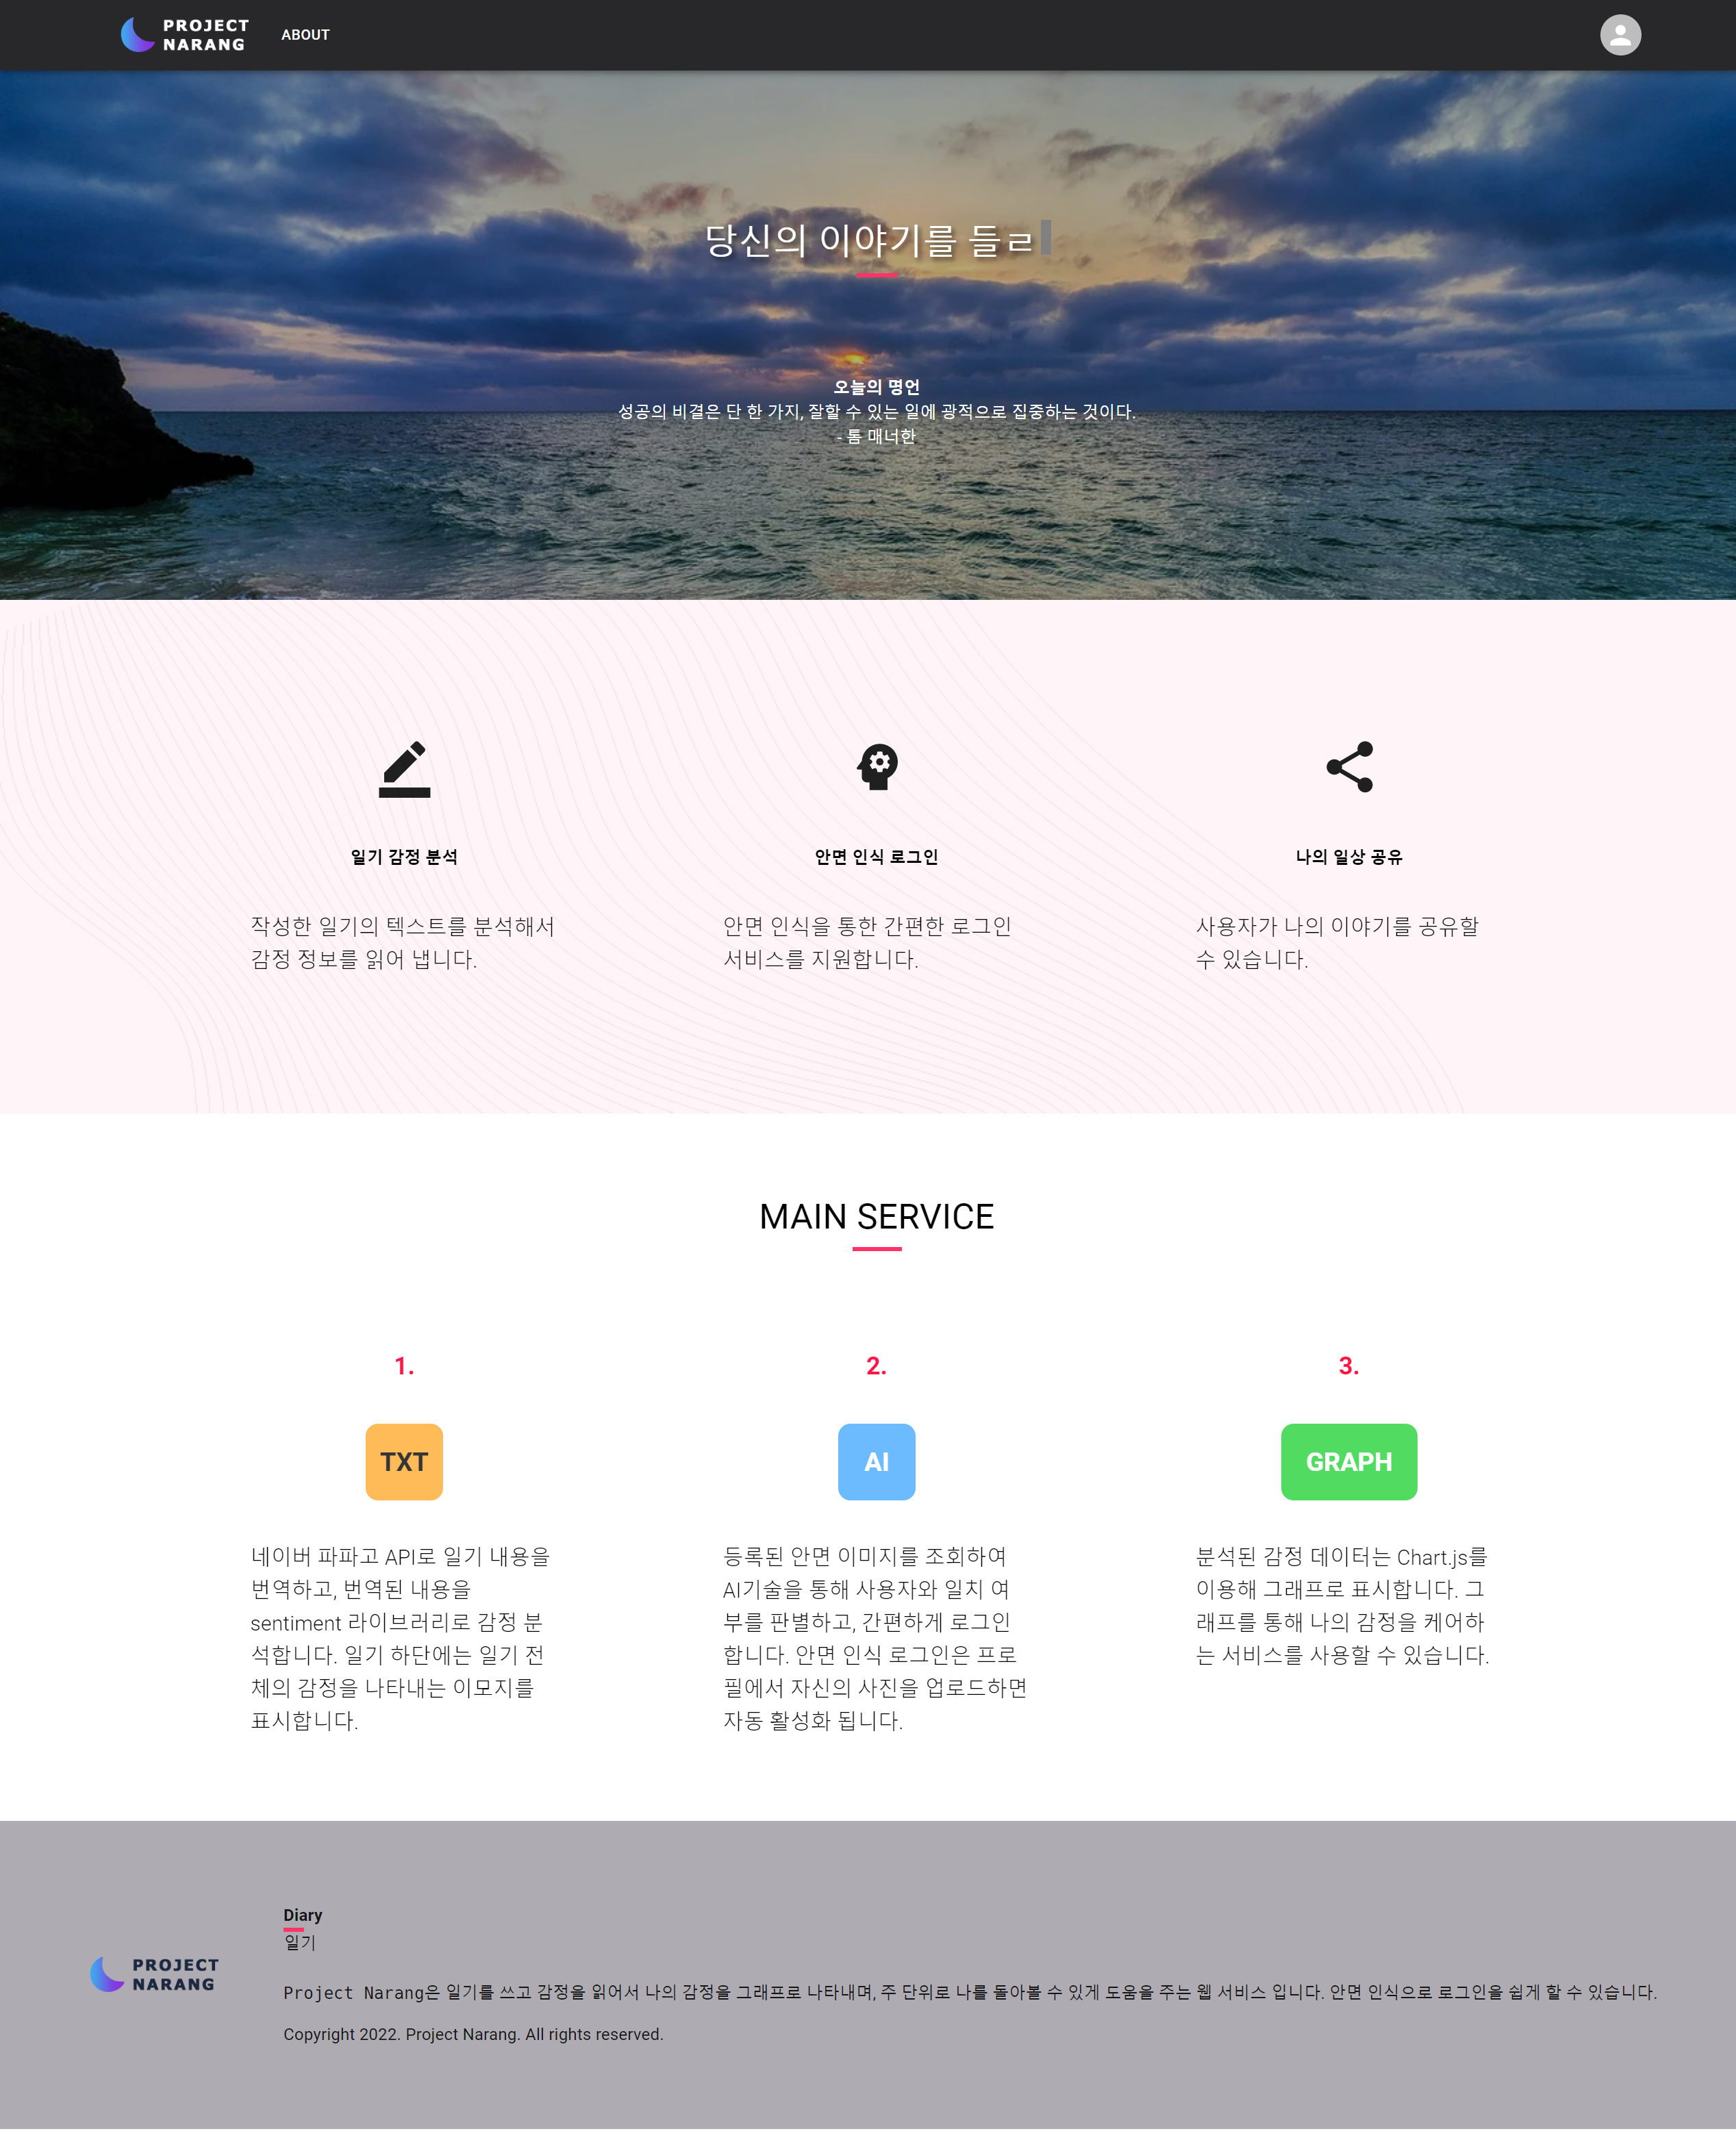 PROJECT
NARANG
ABOUT
당신의 이야기를 들ㄹ
오늘의 명언
성공의 비결은 단 한 가지, 잘할 수 있는 일에 광적으로 집중하는 것이다.
- 톰 매너한
일기 감정 분석
작성한 일기의 텍스트를 분석해서
감정 정보를 읽어 냅니다.
안면 인식 로그인
안면 인식을 통한 간편한 로그인
서비스를 지원합니다.
나의 일상 공유
사용자가 나의 이야기를 공유할
수 있습니다.
MAIN SERVICE
1.
TXT
네이버 파파고 API로 일기 내용을
번역하고, 번역된 내용을
sentiment 라이브러리로 감정 분
석합니다. 일기 하단에는 일기 전
체의 감정을 나타내는 이모지를
표시합니다.
2.
AI
등록된 안면 이미지를 조회하여
AI기술을 통해 사용자와 일치 여
부를 판별하고, 간편하게 로그인
합니다. 안면 인식 로그인은 프로
필에서 자신의 사진을 업로드하면
자동 활성화 됩니다.
3.
GRAPH
분석된 감정 데이터는 Chart.js를
이용해 그래프로 표시합니다. 그
래프를 통해 나의 감정을 케어하
는 서비스를 사용할 수 있습니다.
PROJECT
NARANG
Diary
일기
Project Narang은 일기를 쓰고 감정을 읽어서 나의 감정을 그래프로 나타내며, 주 단위로 나를 돌아볼 수 있게 도움을 주는 웹 서비스 입니다. 안면 인식으로 로그인을 쉽게 할 수 있습니다.
Copyright 2022. Project Narang. All rights reserved.